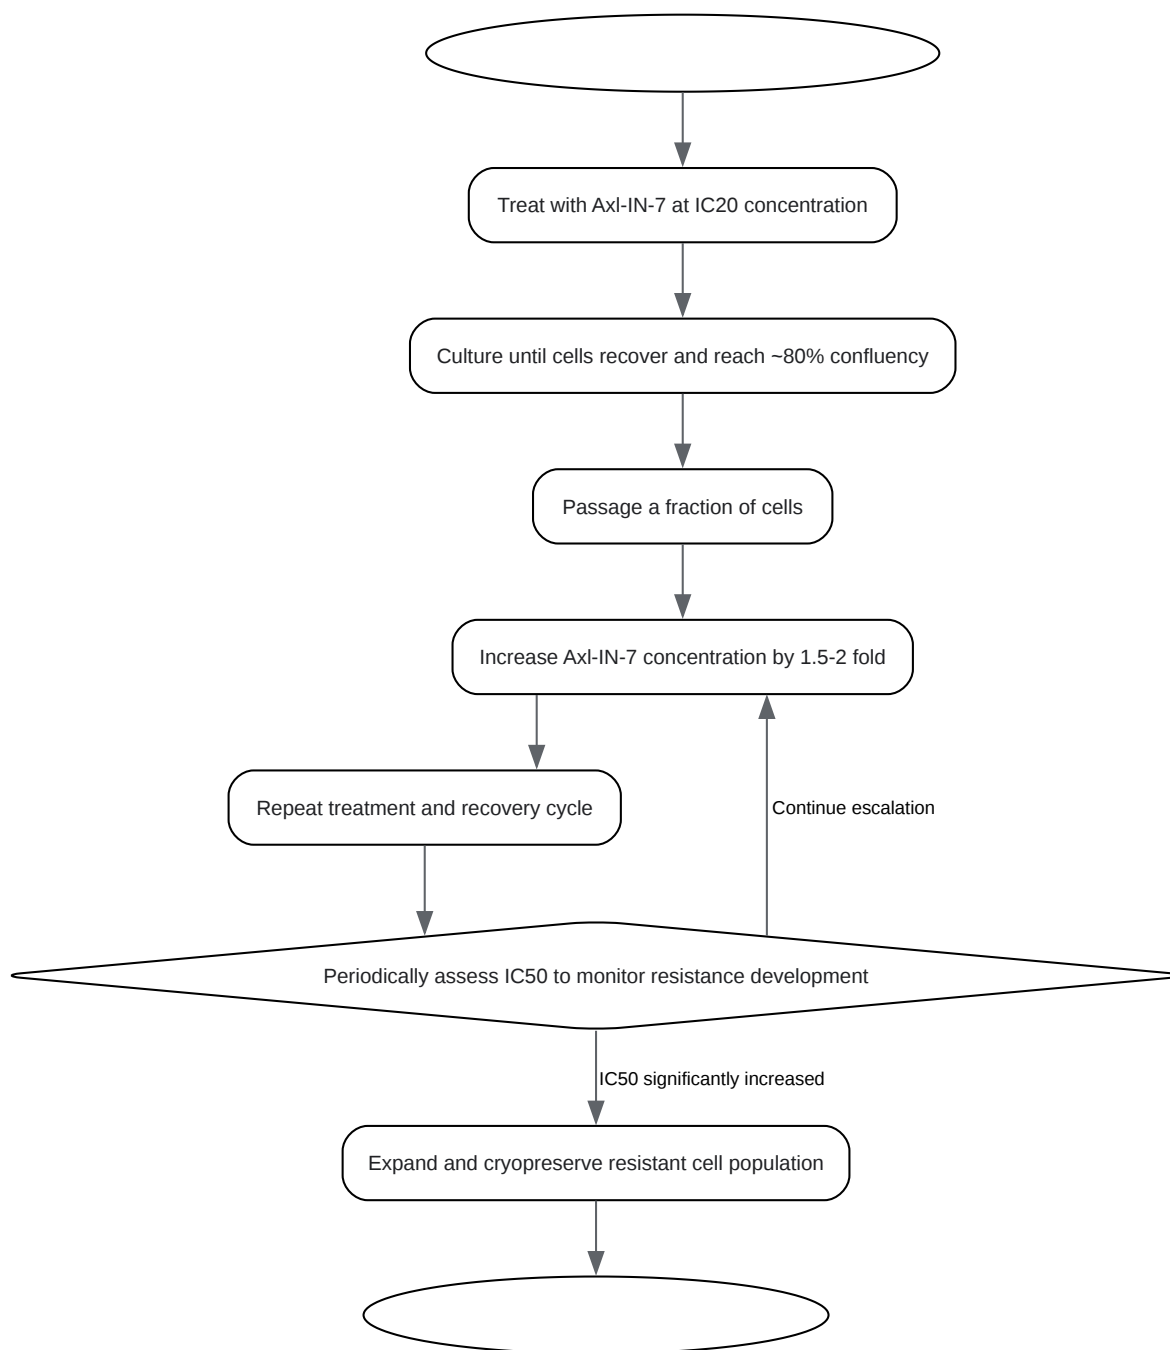 Treat with Axl-IN-7 at IC20 concentration
Culture until cells recover and reach ~80% confluency
Passage a fraction of cells
Increase Axl-IN-7 concentration by 1.5-2 fold
Repeat treatment and recovery cycle
Continue escalation
Periodically assess IC50 to monitor resistance development
IC50 significantly increased
Expand and cryopreserve resistant cell population